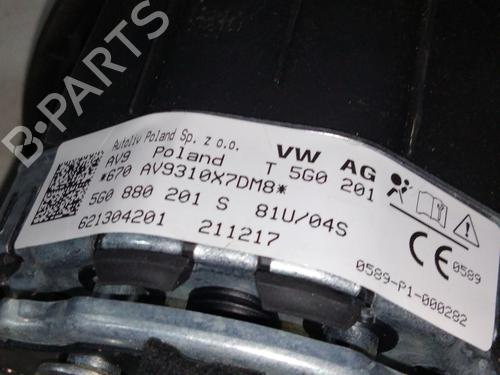 B-PARTS
Autoliv Poland Sp. z o.o.
AV9 Poland
VW AG
T 5G0 201
*670 AV9310X7DM8*
5G0 880 201 S 81U/04S
621304201 211217
CE 0589
0589-P1-000282